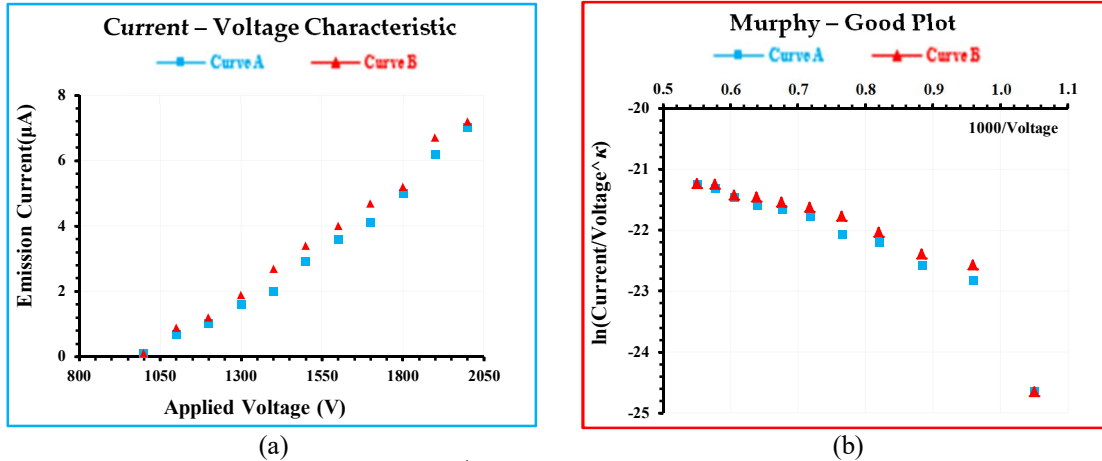 Current – Voltage Characteristic
Curve A Curve B
Emission Current(µA)
8
6
4
2
0
800 1050 1300 1550 1800 2050
Applied Voltage (V)
(a)
Murphy – Good Plot
Curve A Curve B
0.5 0.6 0.7 0.8 0.9 1.0 1.1
1000/Voltage
ln(Current/Voltage^κ)
-20
-21
-22
-23
-24
-25
(b)